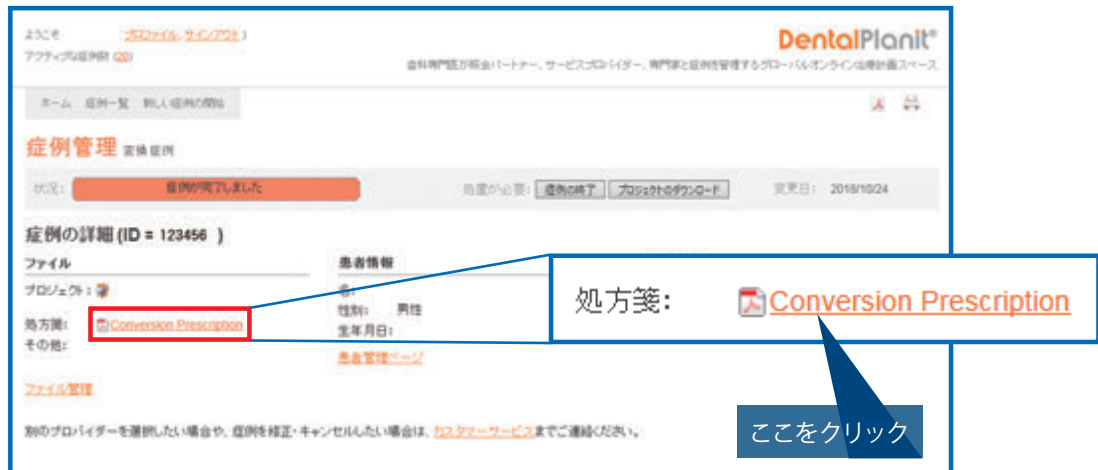 ようこそ プロファイル, サインアウト )
アクティブな症例数 (20)
DentalPlanit®
歯科専門医が照会パートナー、サービスプロバイダー、専門家と症例を管理するグローバルオンライン治療計画スペース
ホーム 症例一覧 新しい症例の開始
症例管理 変換症例
状況: 症例が完了しました 処置が必要: 症例の終了 プロジェクトのダウンロード 変更日: 2018/10/24
症例の詳細 (ID = 123456 )
ファイル
プロジェクト:
処方箋: Conversion Prescription
その他:
ファイル管理
患者情報
名:
性別: 男性
生年月日:
患者管理ページ
処方箋: Conversion Prescription
ここをクリック
別のプロバイダーを選択したい場合や、症例を修正・キャンセルしたい場合は、カスタマーサービスまでご連絡ください。